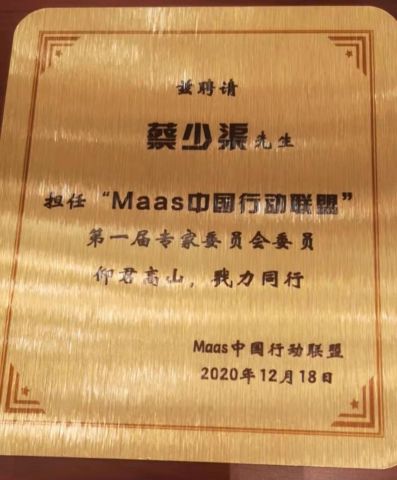 兹聘请
蔡少渠先生
担任“Maas中国行动联盟”
第一届专家委员会委员
仰君高山，戮力同行
Maas中国行动联盟
2020年12月18日